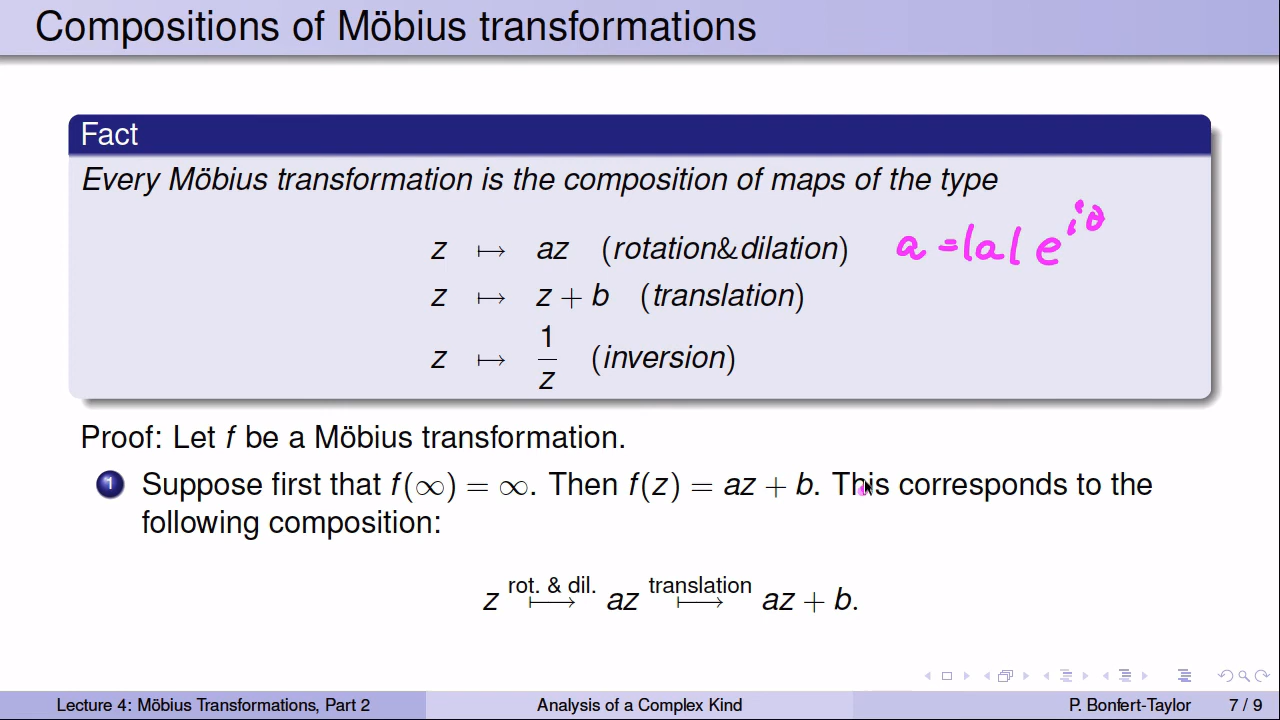 Compositions of Möbius transformations
Fact
Every Möbius transformation is the composition of maps of the type
z ↦ az (rotation&dilation) a = |a| e^{iθ}
z ↦ z + b (translation)
z ↦ 1/z (inversion)
Proof: Let f be a Möbius transformation.
1 Suppose first that f(∞) = ∞. Then f(z) = az + b. This corresponds to the
following composition:
rot. & dil. translation
z ⟼ az ⟼ az + b.
Lecture 4: Möbius Transformations, Part 2 Analysis of a Complex Kind P. Bonfert-Taylor 7 / 9